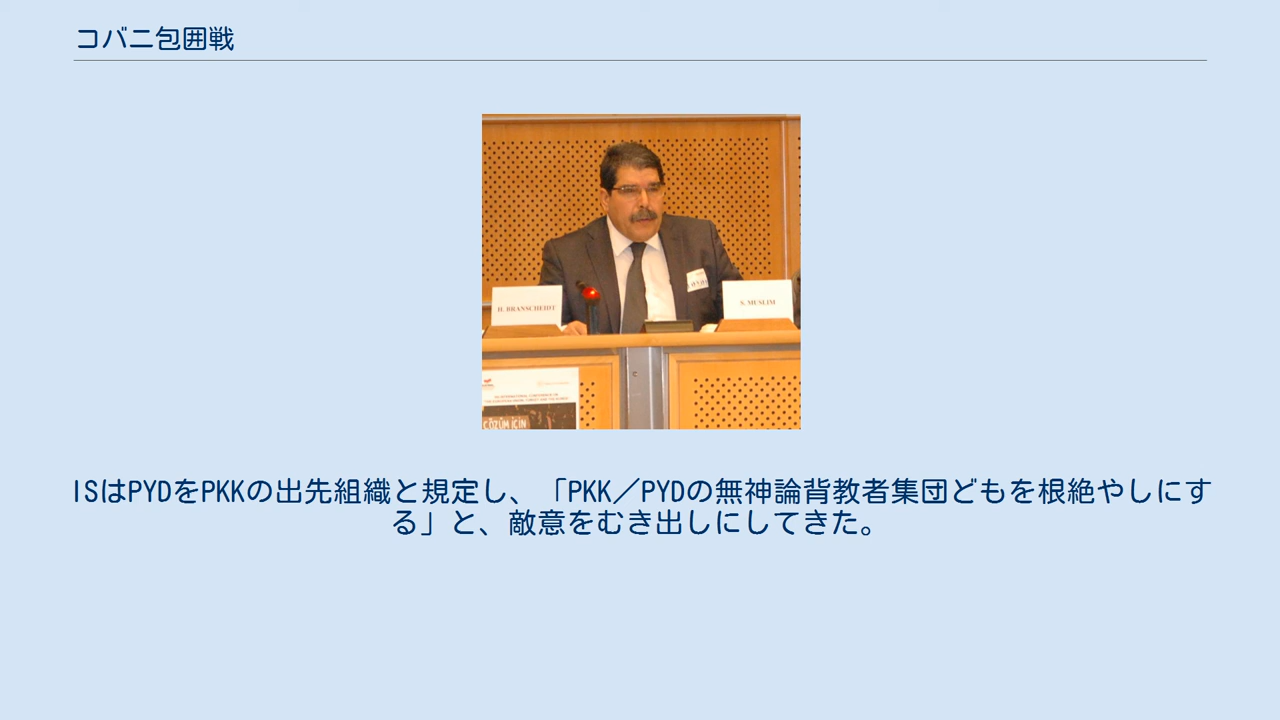 コバニ包囲戦
H. BRANSCHEIDT
S. MUSLIM
ÇÖZÜM İÇİN
ISはPYDをPKKの出先組織と規定し、「PKK／PYDの無神論背教者集団どもを根絶やしにす
る」と、敵意をむき出しにしてきた。